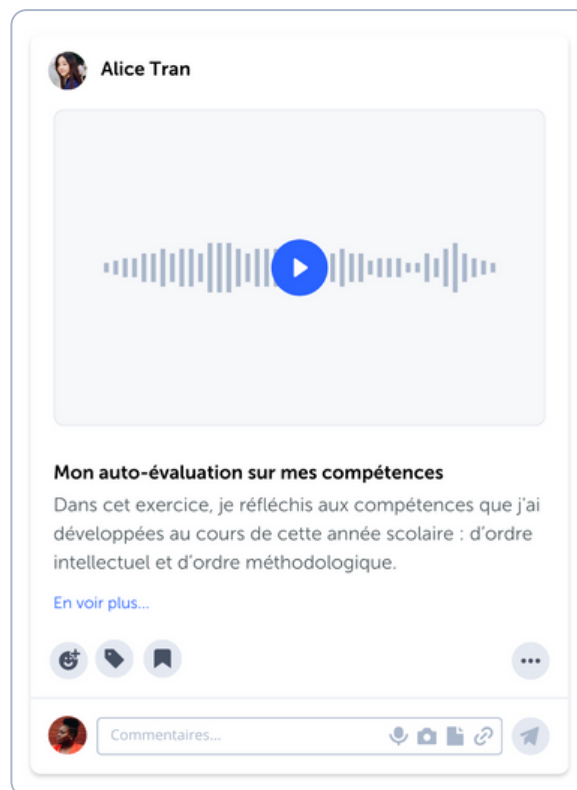 Alice Tran
Mon auto-évaluation sur mes compétences
Dans cet exercice, je réfléchis aux compétences que j'ai
développées au cours de cette année scolaire : d'ordre
intellectuel et d'ordre méthodologique.
En voir plus...
Commentaires...